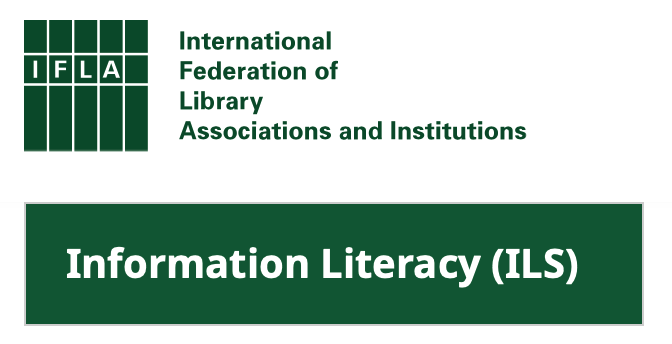 IFLA
International
Federation of
Library
Associations and Institutions
Information Literacy (ILS)